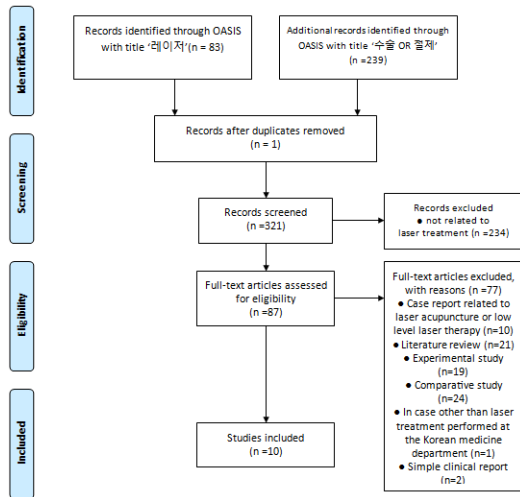 Identification
Records identified through OASIS
with title ‘레이저’(n = 83)
Additional records identified through
OASIS with title ‘수술 OR 절제’
(n =239)
Records after duplicates removed
(n = 1)
Screening
Records screened
(n =321)
Records excluded
● not related to
laser treatment (n =234)
Eligibility
Full-text articles assessed
for eligibility
(n =87)
Full-text articles excluded,
with reasons (n =77)
● Case report related to
laser acupuncture or low
level laser therapy (n=10)
● Literature review (n=21)
● Experimental study
(n=19)
● Comparative study
(n=24)
● In case other than laser
treatment performed at
the Korean medicine
department (n=1)
● Simple clinical report
(n=2)
Included
Studies included
(n =10)